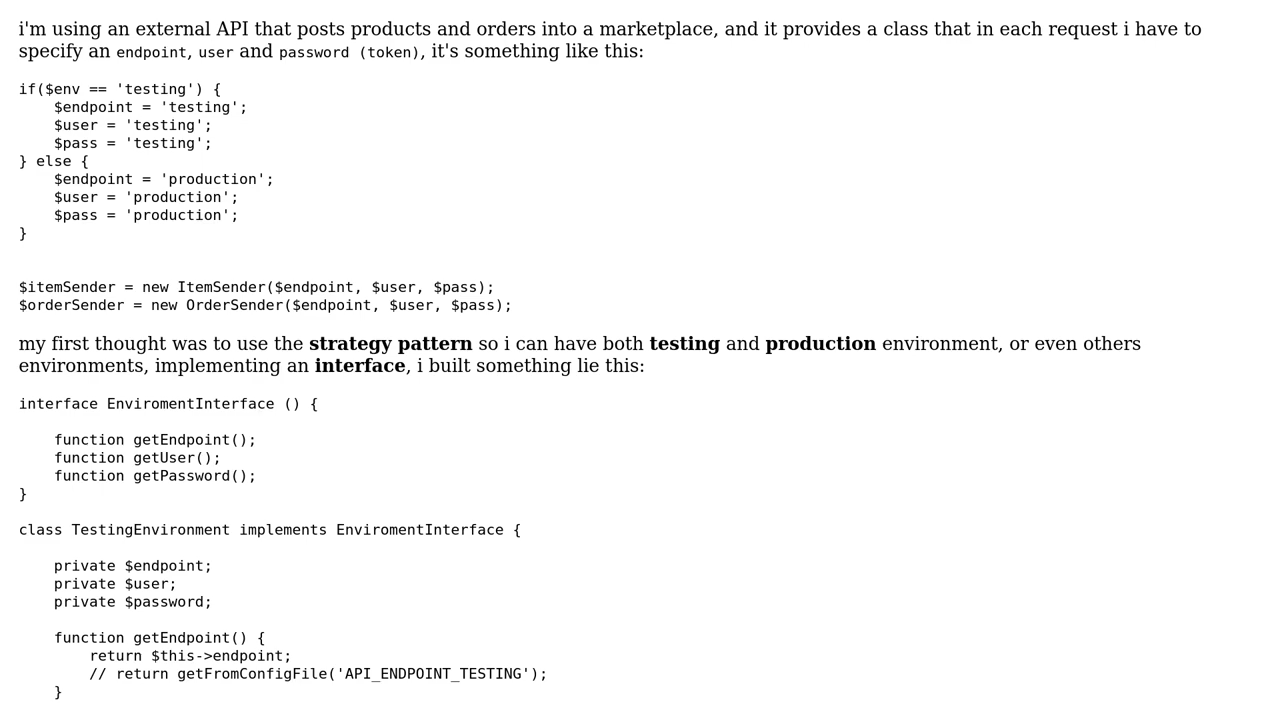 i'm using an external API that posts products and orders into a marketplace, and it provides a class that in each request i have to
specify an endpoint, user and password (token), it's something like this:
if($env == 'testing') {
    $endpoint = 'testing';
    $user = 'testing';
    $pass = 'testing';
} else {
    $endpoint = 'production';
    $user = 'production';
    $pass = 'production';
}
$itemSender = new ItemSender($endpoint, $user, $pass);
$orderSender = new OrderSender($endpoint, $user, $pass);
my first thought was to use the strategy pattern so i can have both testing and production environment, or even others
environments, implementing an interface, i built something lie this:
interface EnviromentInterface () {
    function getEndpoint();
    function getUser();
    function getPassword();
}
class TestingEnvironment implements EnviromentInterface {
    private $endpoint;
    private $user;
    private $password;
    function getEndpoint() {
        return $this->endpoint;
        // return getFromConfigFile('API_ENDPOINT_TESTING');
    }